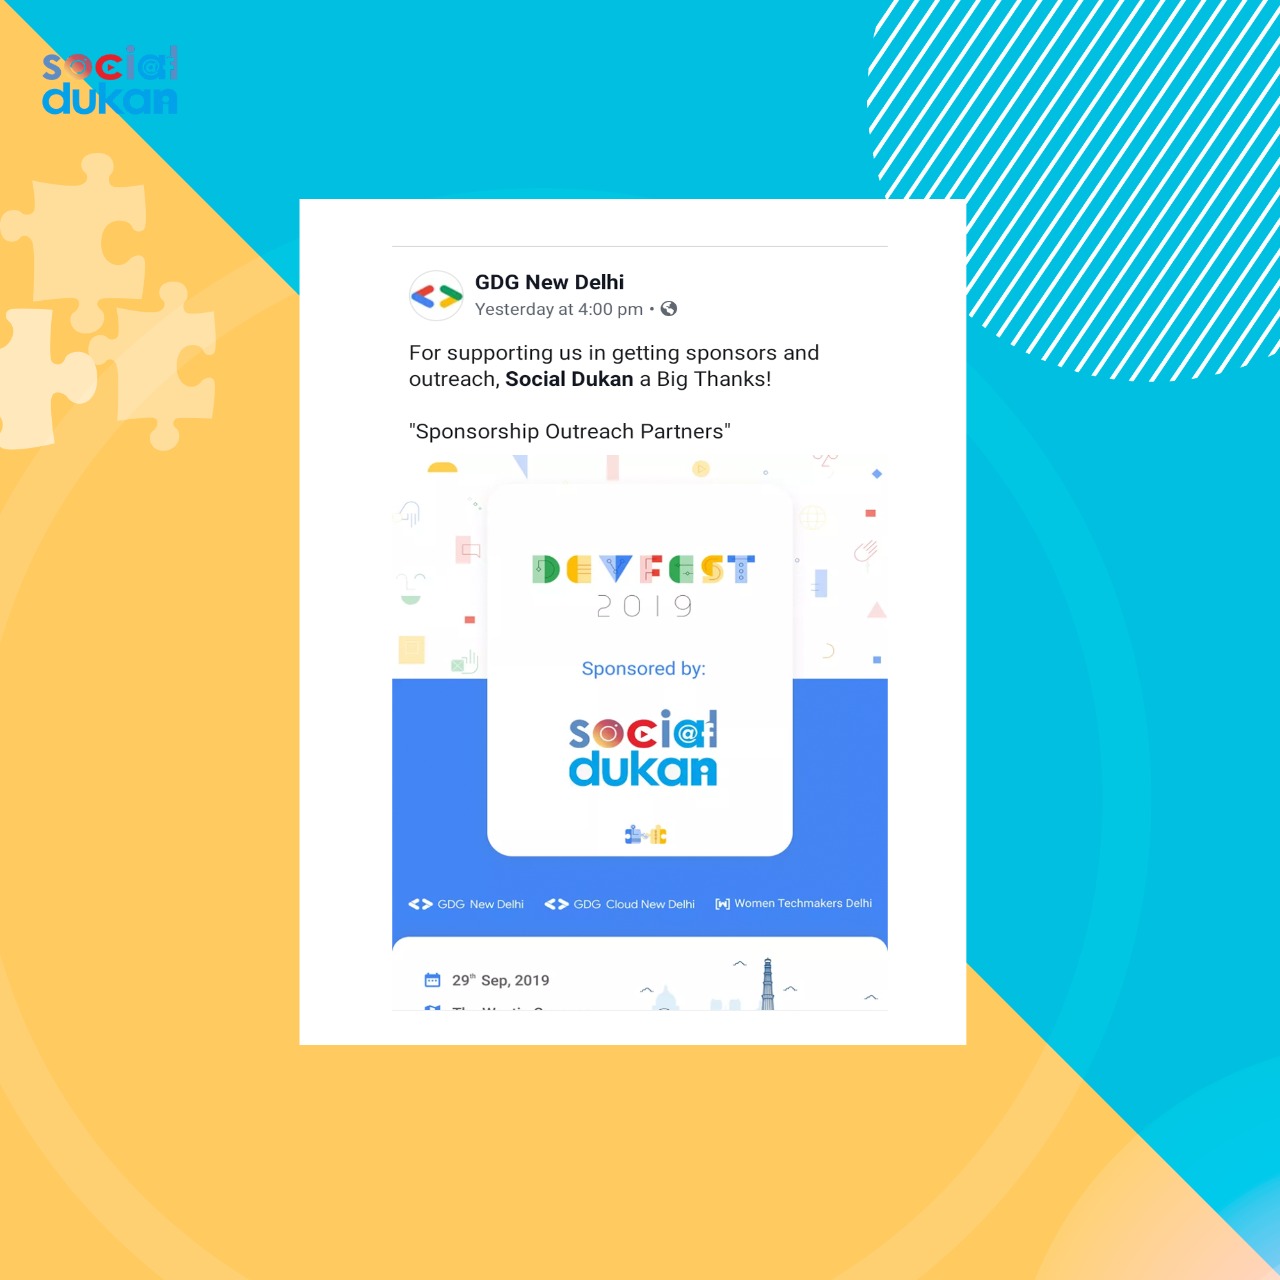 social
dukan
GDG New Delhi
Yesterday at 4:00 pm •
For supporting us in getting sponsors and
outreach, Social Dukan a Big Thanks!
"Sponsorship Outreach Partners"
DEVFEST
2019
Sponsored by:
social
dukan
GDG New Delhi
GDG Cloud New Delhi
Women Techmakers Delhi
29th Sep, 2019